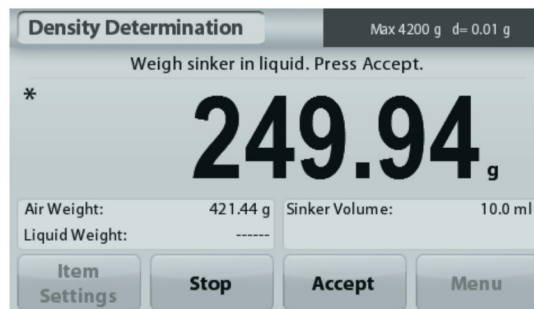 Density Determination
Max 4200 g d= 0.01 g
Weigh sinker in liquid. Press Accept.
*
249.94 g
Air Weight: 421.44 g Sinker Volume: 10.0 ml
Liquid Weight: ------
Item Settings Stop Accept Menu